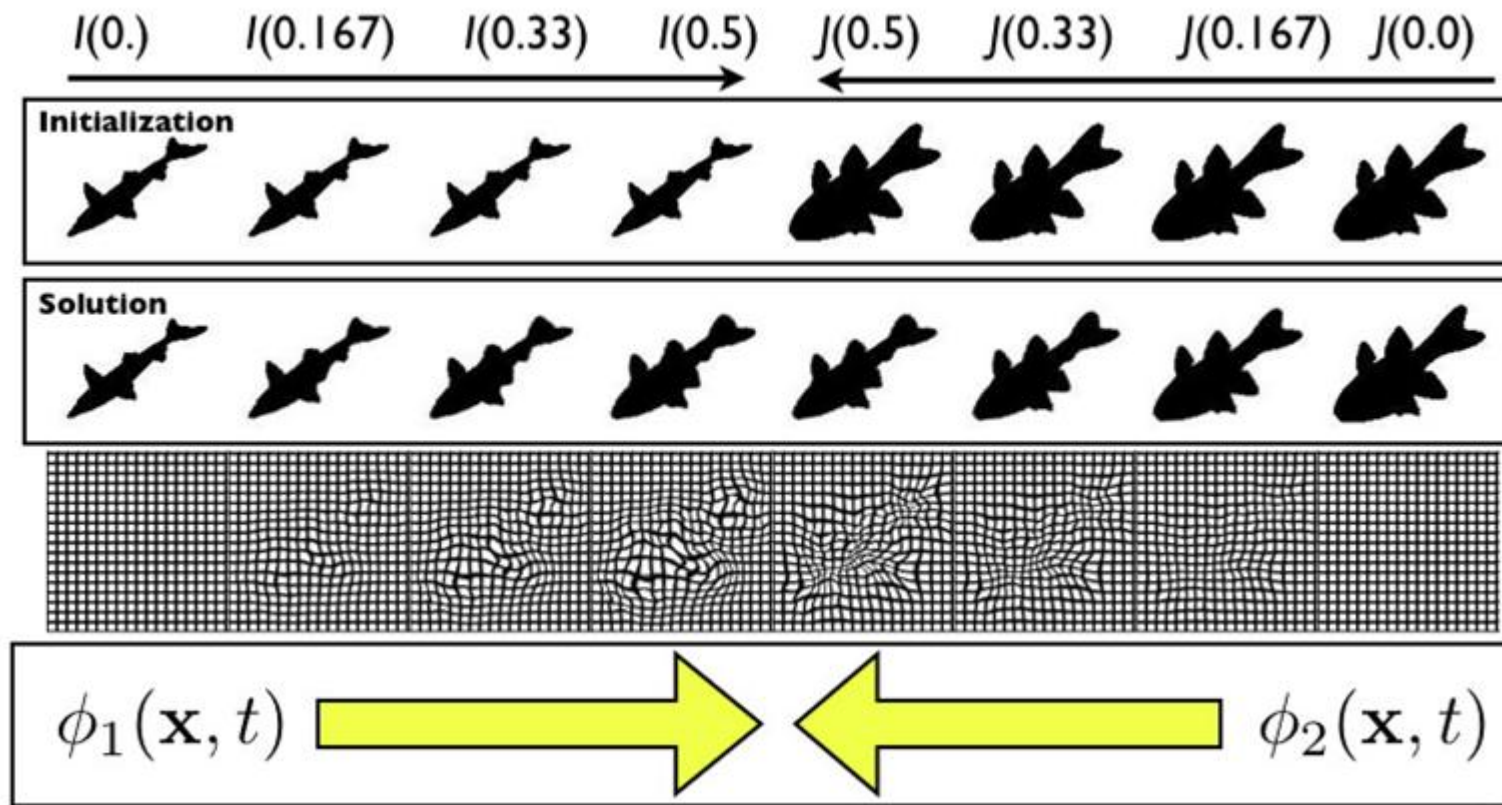 I(0.) I(0.167) I(0.33) I(0.5) J(0.5) J(0.33) J(0.167) J(0.0)
Initialization
Solution
ϕ₁(x, t) ϕ₂(x, t)